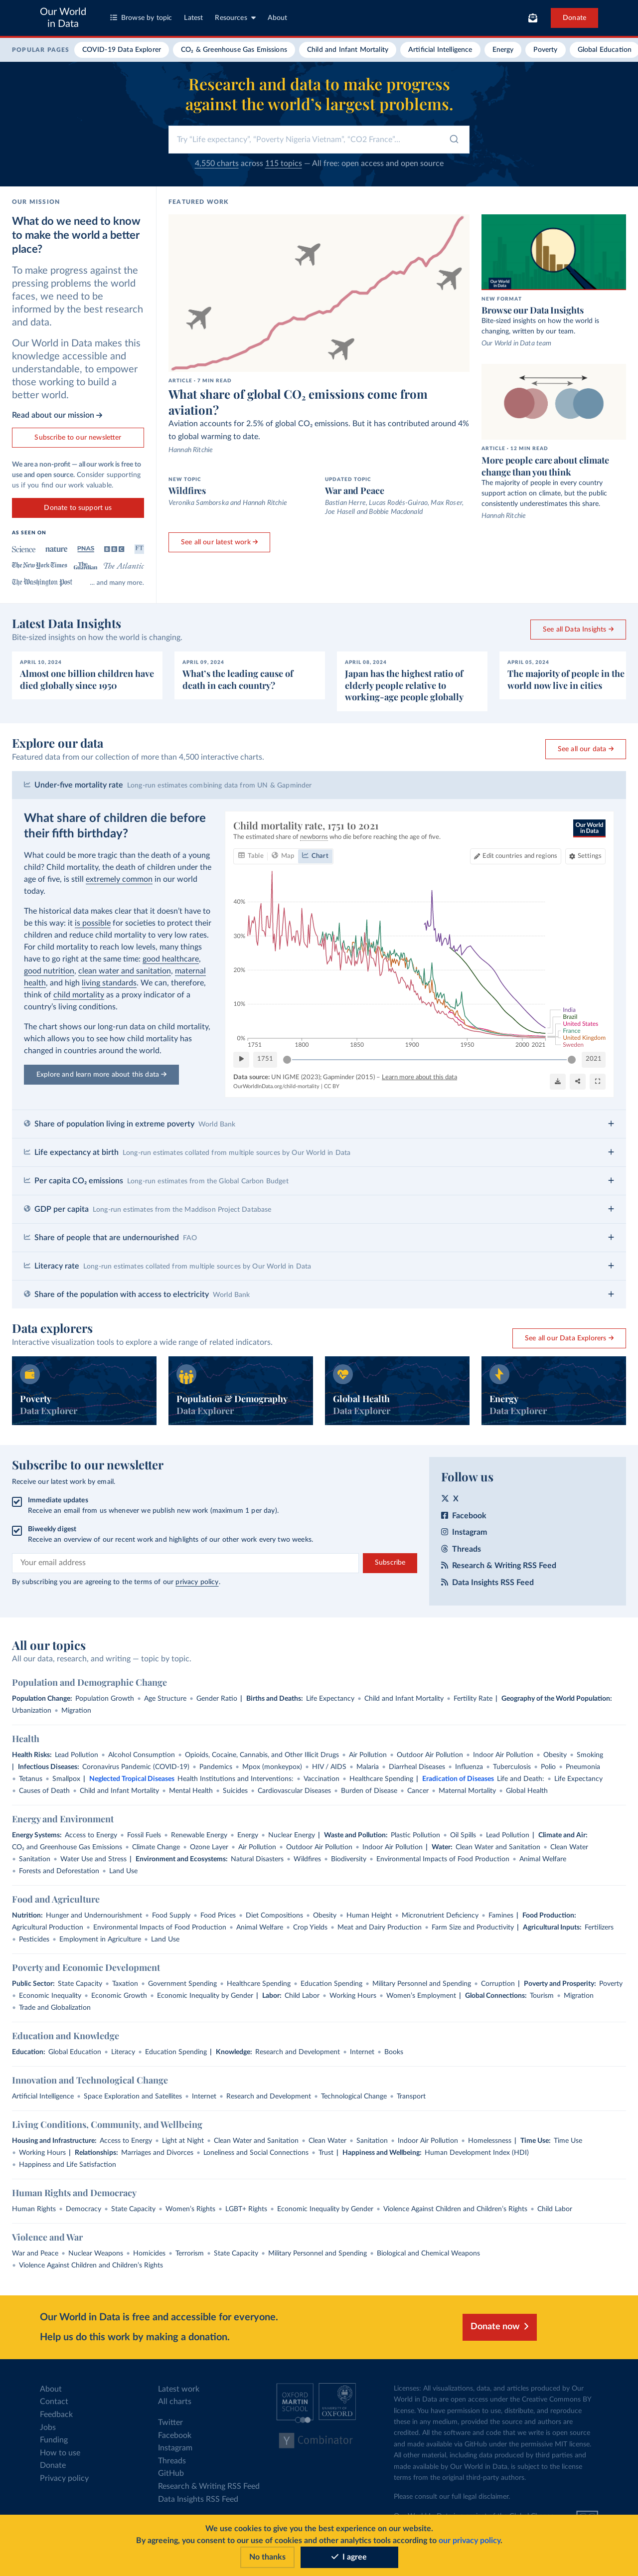 Our World
in Data
Browse by topic
Latest
Resources
About
Donate
POPULAR PAGES
COVID-19 Data Explorer
CO₂ & Greenhouse Gas Emissions
Child and Infant Mortality
Artificial Intelligence
Energy
Poverty
Global Education
Research and data to make progress
against the world's largest problems.
Try "Life expectancy", "Poverty Nigeria Vietnam", "CO2 France"...
4,550 charts across 115 topics — All free: open access and open source
OUR MISSION
What do we need to know
to make the world a better
place?
To make progress against the
pressing problems the world
faces, we need to be
informed by the best research
and data.
Our World in Data makes this
knowledge accessible and
understandable, to empower
those working to build a
better world.
Read about our mission →
Subscribe to our newsletter
We are a non-profit — all our work is free to
use and open source. Consider supporting
us if you find our work valuable.
Donate to support us
AS SEEN ON
Science
nature
PNAS
BBC
FT
The New York Times
The Guardian
The Atlantic
The Washington Post
... and many more.
FEATURED WORK
ARTICLE · 7 MIN READ
What share of global CO₂ emissions come from
aviation?
Aviation accounts for 2.5% of global CO₂ emissions. But it has contributed around 4%
to global warming to date.
Hannah Ritchie
NEW TOPIC
Wildfires
Veronika Samborska and Hannah Ritchie
UPDATED TOPIC
War and Peace
Bastian Herre, Lucas Rodés-Guirao, Max Roser,
Joe Hasell and Bobbie Macdonald
See all our latest work →
Our World
in Data
NEW FORMAT
Browse our Data Insights
Bite-sized insights on how the world is
changing, written by our team.
Our World in Data team
ARTICLE · 12 MIN READ
More people care about climate
change than you think
The majority of people in every country
support action on climate, but the public
consistently underestimates this share.
Hannah Ritchie
Latest Data Insights
Bite-sized insights on how the world is changing.
See all Data Insights →
APRIL 10, 2024
Almost one billion children have
died globally since 1950
APRIL 09, 2024
What's the leading cause of
death in each country?
APRIL 08, 2024
Japan has the highest ratio of
elderly people relative to
working-age people globally
APRIL 05, 2024
The majority of people in the
world now live in cities
Explore our data
Featured data from our collection of more than 4,500 interactive charts.
See all our data →
Under-five mortality rate Long-run estimates combining data from UN & Gapminder
What share of children die before
their fifth birthday?
What could be more tragic than the death of a young
child? Child mortality, the death of children under the
age of five, is still extremely common in our world
today.
The historical data makes clear that it doesn't have to
be this way: it is possible for societies to protect their
children and reduce child mortality to very low rates.
For child mortality to reach low levels, many things
have to go right at the same time: good healthcare,
good nutrition, clean water and sanitation, maternal
health, and high living standards. We can, therefore,
think of child mortality as a proxy indicator of a
country's living conditions.
The chart shows our long-run data on child mortality,
which allows you to see how child mortality has
changed in countries around the world.
Explore and learn more about this data →
Child mortality rate, 1751 to 2021
The estimated share of newborns who die before reaching the age of five.
Our World
in Data
Table
Map
Chart
Edit countries and regions
Settings
40%
30%
20%
10%
0%
1751 1800 1850 1900 1950 2000 2021
India
Brazil
United States
France
United Kingdom
Sweden
1751
2021
Data source: UN IGME (2023); Gapminder (2015) – Learn more about this data
OurWorldInData.org/child-mortality | CC BY
Share of population living in extreme poverty World Bank +
Life expectancy at birth Long-run estimates collated from multiple sources by Our World in Data +
Per capita CO₂ emissions Long-run estimates from the Global Carbon Budget +
GDP per capita Long-run estimates from the Maddison Project Database +
Share of people that are undernourished FAO +
Literacy rate Long-run estimates collated from multiple sources by Our World in Data +
Share of the population with access to electricity World Bank +
Data explorers
Interactive visualization tools to explore a wide range of related indicators.
See all our Data Explorers →
Poverty
Data Explorer
Population & Demography
Data Explorer
Global Health
Data Explorer
Energy
Data Explorer
Subscribe to our newsletter
Receive our latest work by email.
Immediate updates
Receive an email from us whenever we publish new work (maximum 1 per day).
Biweekly digest
Receive an overview of our recent work and highlights of our other work every two weeks.
Your email address
Subscribe
By subscribing you are agreeing to the terms of our privacy policy.
Follow us
X
Facebook
Instagram
Threads
Research & Writing RSS Feed
Data Insights RSS Feed
All our topics
All our data, research, and writing — topic by topic.
Population and Demographic Change
Population Change: Population Growth • Age Structure • Gender Ratio | Births and Deaths: Life Expectancy • Child and Infant Mortality • Fertility Rate | Geography of the World Population:
Urbanization • Migration
Health
Health Risks: Lead Pollution • Alcohol Consumption • Opioids, Cocaine, Cannabis, and Other Illicit Drugs • Air Pollution • Outdoor Air Pollution • Indoor Air Pollution • Obesity • Smoking
| Infectious Diseases: Coronavirus Pandemic (COVID-19) • Pandemics • Mpox (monkeypox) • HIV / AIDS • Malaria • Diarrheal Diseases • Influenza • Tuberculosis • Polio • Pneumonia
• Tetanus • Smallpox | Neglected Tropical Diseases Health Institutions and Interventions: • Vaccination • Healthcare Spending | Eradication of Diseases Life and Death: • Life Expectancy
• Causes of Death • Child and Infant Mortality • Mental Health • Suicides • Cardiovascular Diseases • Burden of Disease • Cancer • Maternal Mortality • Global Health
Energy and Environment
Energy Systems: Access to Energy • Fossil Fuels • Renewable Energy • Energy • Nuclear Energy | Waste and Pollution: Plastic Pollution • Oil Spills • Lead Pollution | Climate and Air:
CO₂ and Greenhouse Gas Emissions • Climate Change • Ozone Layer • Air Pollution • Outdoor Air Pollution • Indoor Air Pollution | Water: Clean Water and Sanitation • Clean Water
• Sanitation • Water Use and Stress | Environment and Ecosystems: Natural Disasters • Wildfires • Biodiversity • Environmental Impacts of Food Production • Animal Welfare
• Forests and Deforestation • Land Use
Food and Agriculture
Nutrition: Hunger and Undernourishment • Food Supply • Food Prices • Diet Compositions • Obesity • Human Height • Micronutrient Deficiency • Famines | Food Production:
Agricultural Production • Environmental Impacts of Food Production • Animal Welfare • Crop Yields • Meat and Dairy Production • Farm Size and Productivity | Agricultural Inputs: Fertilizers
• Pesticides • Employment in Agriculture • Land Use
Poverty and Economic Development
Public Sector: State Capacity • Taxation • Government Spending • Healthcare Spending • Education Spending • Military Personnel and Spending • Corruption | Poverty and Prosperity: Poverty
• Economic Inequality • Economic Growth • Economic Inequality by Gender | Labor: Child Labor • Working Hours • Women's Employment | Global Connections: Tourism • Migration
• Trade and Globalization
Education and Knowledge
Education: Global Education • Literacy • Education Spending | Knowledge: Research and Development • Internet • Books
Innovation and Technological Change
Artificial Intelligence • Space Exploration and Satellites • Internet • Research and Development • Technological Change • Transport
Living Conditions, Community, and Wellbeing
Housing and Infrastructure: Access to Energy • Light at Night • Clean Water and Sanitation • Clean Water • Sanitation • Indoor Air Pollution • Homelessness | Time Use: Time Use
• Working Hours | Relationships: Marriages and Divorces • Loneliness and Social Connections • Trust | Happiness and Wellbeing: Human Development Index (HDI)
• Happiness and Life Satisfaction
Human Rights and Democracy
Human Rights • Democracy • State Capacity • Women's Rights • LGBT+ Rights • Economic Inequality by Gender • Violence Against Children and Children's Rights • Child Labor
Violence and War
War and Peace • Nuclear Weapons • Homicides • Terrorism • State Capacity • Military Personnel and Spending • Biological and Chemical Weapons
• Violence Against Children and Children's Rights
Our World in Data is free and accessible for everyone.
Help us do this work by making a donation.
Donate now
About
Contact
Feedback
Jobs
Funding
How to use
Donate
Privacy policy
Latest work
All charts
Twitter
Facebook
Instagram
Threads
GitHub
Research & Writing RSS Feed
Data Insights RSS Feed
OXFORD
MARTIN
SCHOOL
UNIVERSITY OF
OXFORD
Y Combinator
Licenses: All visualizations, data, and articles produced by Our
World in Data are open access under the Creative Commons BY
license. You have permission to use, distribute, and reproduce
these in any medium, provided the source and authors are
credited. All the software and code that we write is open source
and made available via GitHub under the permissive MIT license.
All other material, including data produced by third parties and
made available by Our World in Data, is subject to the license
terms from the original third-party authors.
Please consult our full legal disclaimer.
We use cookies to give you the best experience on our website.
By agreeing, you consent to our use of cookies and other analytics tools according to our privacy policy.
No thanks
I agree